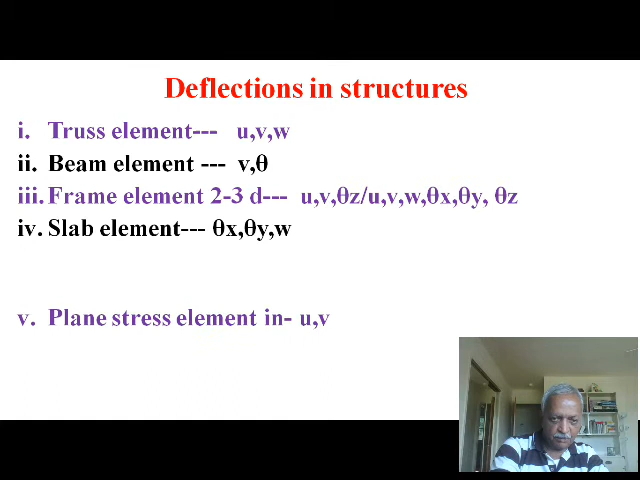 Deflections in structures
i. Truss element--- u,v,w
ii. Beam element --- v,θ
iii. Frame element 2-3 d--- u,v,θz/u,v,w,θx,θy, θz
iv. Slab element--- θx,θy,w
v. Plane stress element in- u,v